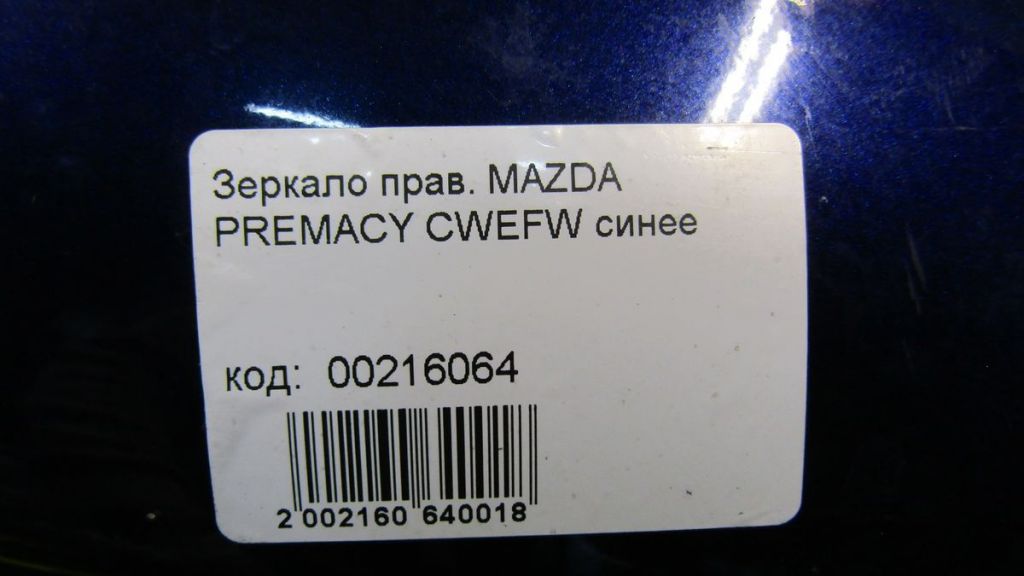 Зеркало прав. MAZDA
PREMACY CWEFW синее
код: 00216064
2 002160 640018